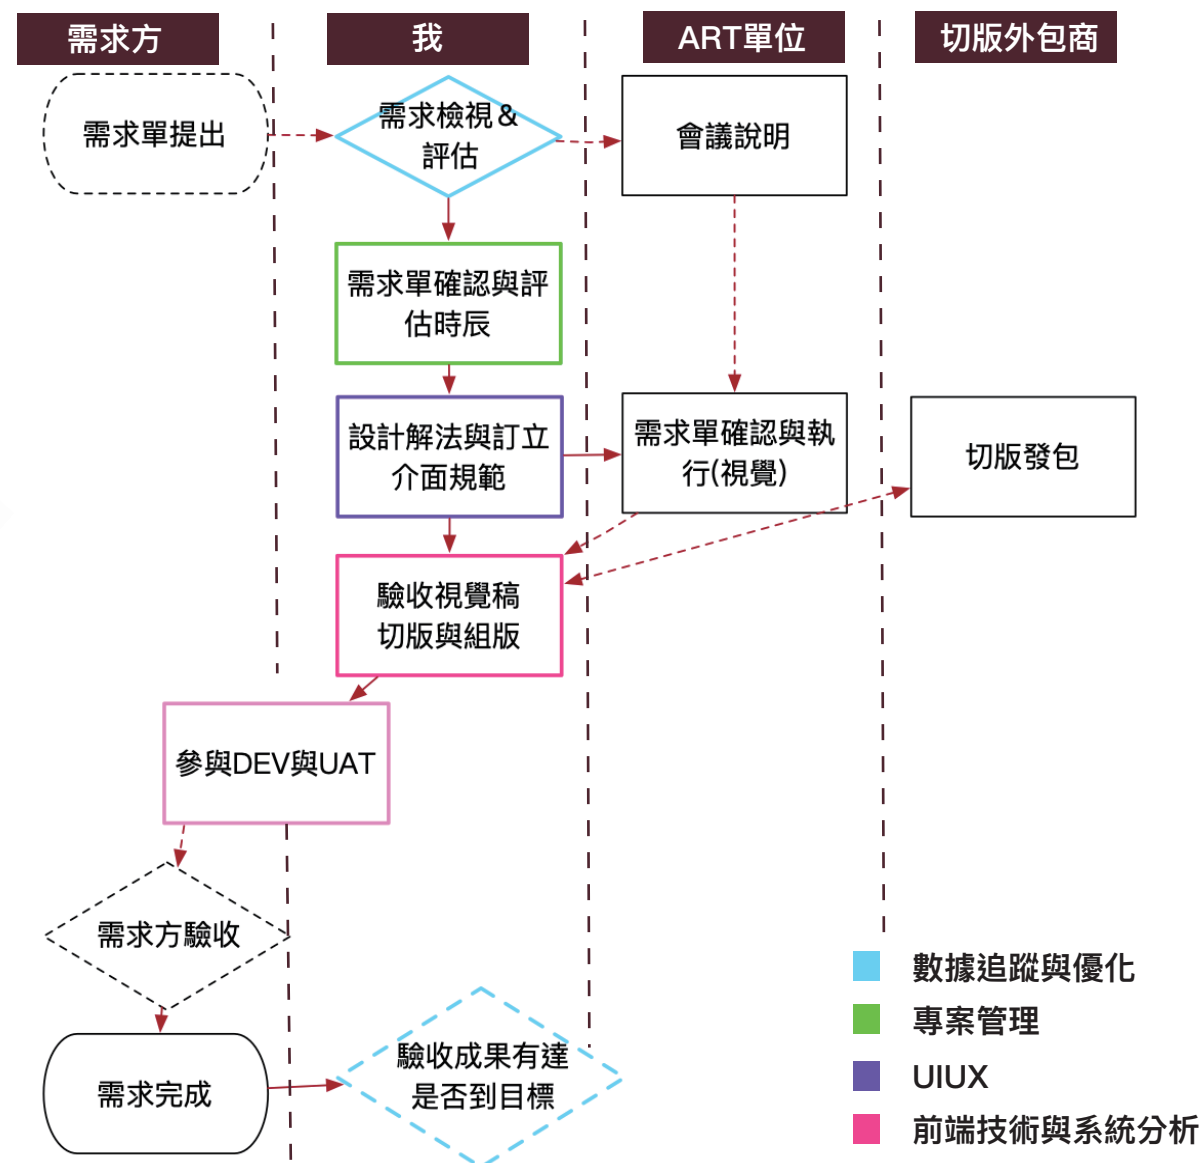 需求方
我
ART單位
切版外包商
需求單提出
需求檢視&
評估
會議說明
需求單確認與評
估時辰
設計解法與訂立
介面規範
需求單確認與執
行(視覺)
切版發包
驗收視覺稿
切版與組版
參與DEV與UAT
需求方驗收
需求完成
驗收成果有達
是否到目標
數據追蹤與優化
專案管理
UIUX
前端技術與系統分析